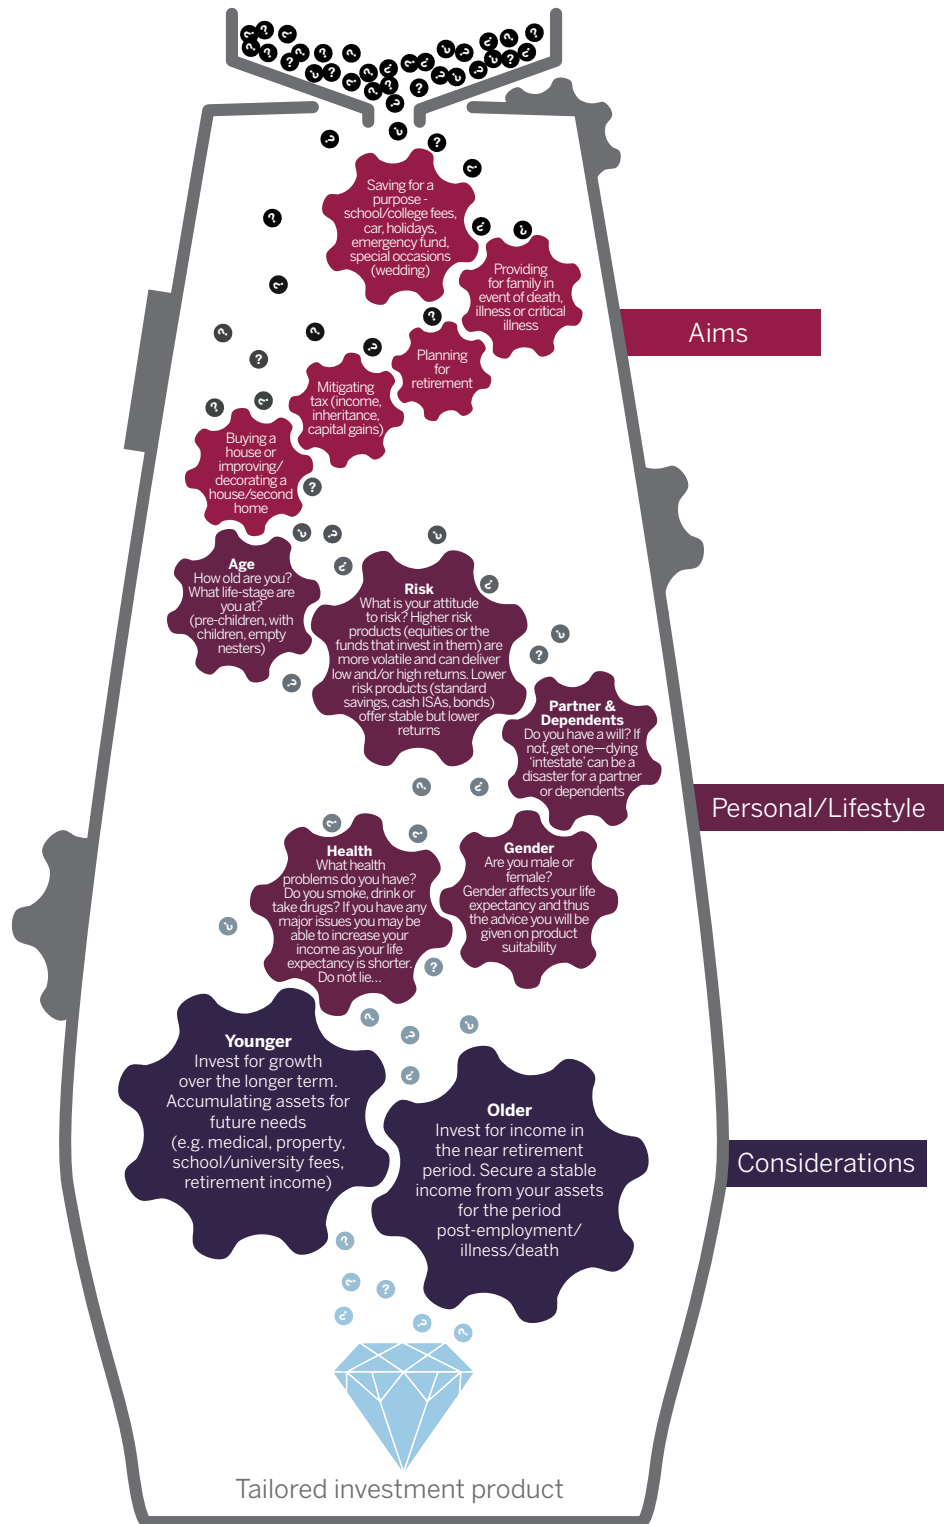 Saving for a
purpose -
school/college fees,
car, holidays,
emergency fund,
special occasions
(wedding)
Providing
for family in
event of death,
illness or critical
illness
Aims
Planning
for
retirement
Mitigating
tax (income,
inheritance,
capital gains)
Buying a
house or
improving/
decorating a
house/second
home
Age
How old are you?
What life-stage are
you at?
(pre-children, with
children, empty
nesters)
Risk
What is your attitude
to risk? Higher risk
products (equities or the
funds that invest in them) are
more volatile and can deliver
low and/or high returns. Lower
risk products (standard
savings, cash ISAs, bonds)
offer stable but lower
returns
Partner &
Dependents
Do you have a will? If
not, get one—dying
‘intestate’ can be a
disaster for a partner
or dependents
Personal/Lifestyle
Health
What health
problems do you have?
Do you smoke, drink or
take drugs? If you have any
major issues you may be
able to increase your
income as your life
expectancy is shorter.
Do not lie...
Gender
Are you male or
female?
Gender affects your life
expectancy and thus
the advice you will be
given on product
suitability
Younger
Invest for growth
over the longer term.
Accumulating assets for
future needs
(e.g. medical, property,
school/university fees,
retirement income)
Older
Invest for income in
the near retirement
period. Secure a stable
income from your assets
for the period
post-employment/
illness/death
Considerations
Tailored investment product